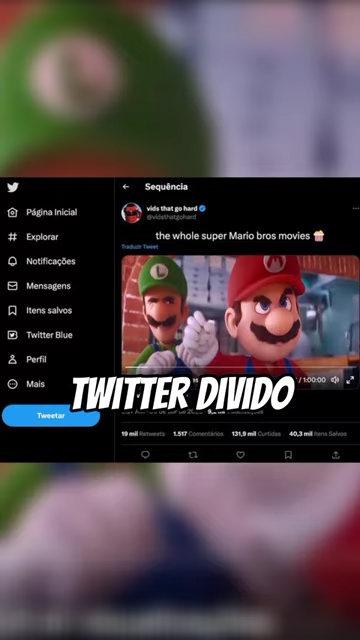 Sequência
vids that go hard
@vidsthatgohard
the whole super Mario bros movies 🍿
Traduzir Tweet
Página Inicial
Explorar
Notificações
Mensagens
Itens salvos
Twitter Blue
Perfil
Mais
Tweetar
/ 1:00:00
TWITTER DIVIDO
19 mil Retweets 1.517 Comentários 131,9 mil Curtidas 40,3 mil Itens Salvos